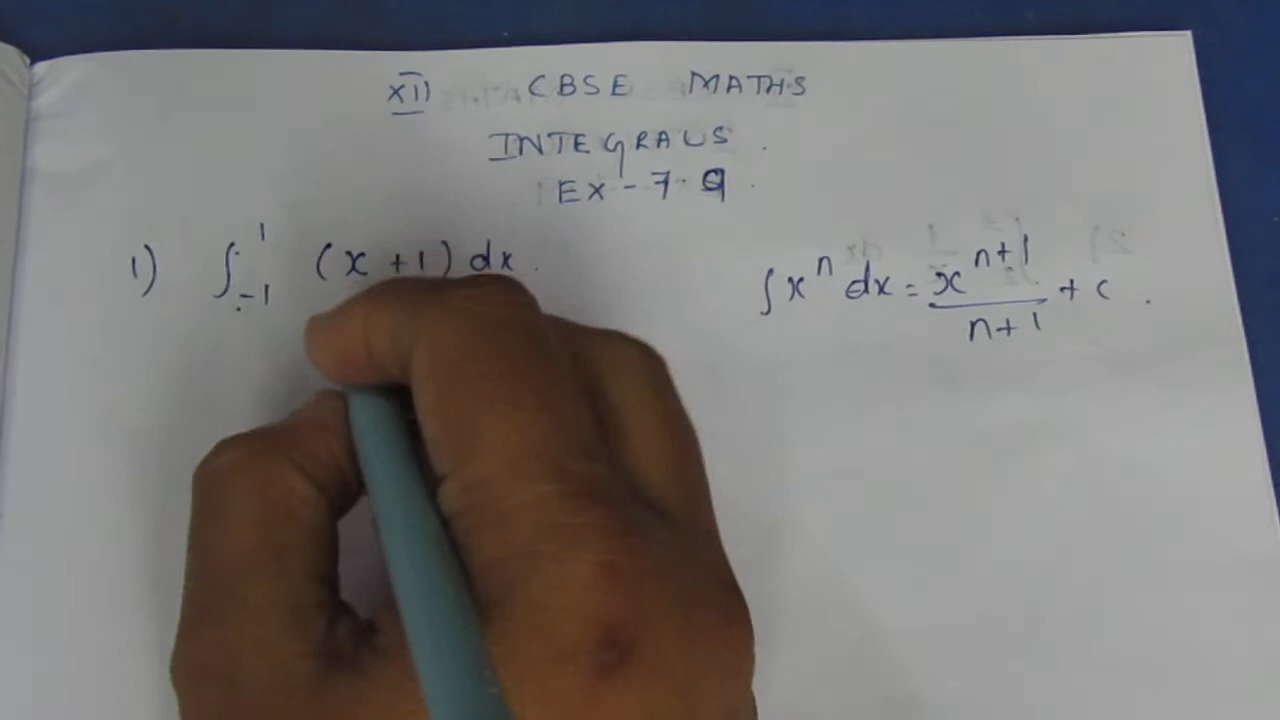 XII CBSE MATHS
INTEGRALS.
EX - 7.9.
1) ∫₋₁¹ (x + 1) dx.
∫ xⁿ dx = xⁿ⁺¹/n+1 + c.